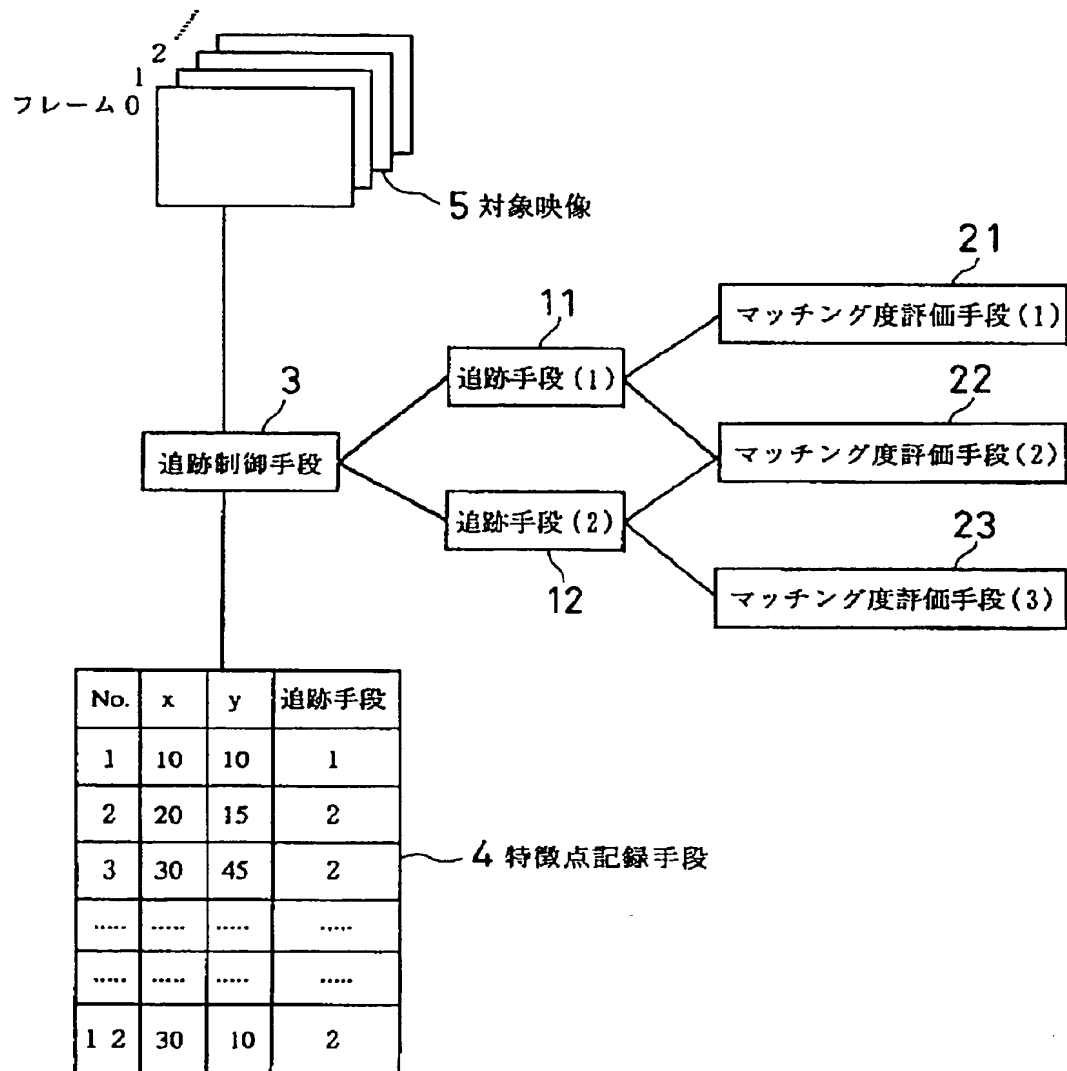 2 ......
1
フレーム 0
5 対象映像
21
マッチング度評価手段(1)
11
追跡手段(1)
22
マッチング度評価手段(2)
3
追跡制御手段
追跡手段(2)
12
23
マッチング度評価手段(3)
No. x y 追跡手段
1 10 10 1
2 20 15 2
3 30 45 2
..... ..... ..... .....
..... ..... ..... .....
1 2 30 10 2
4 特徴点記録手段